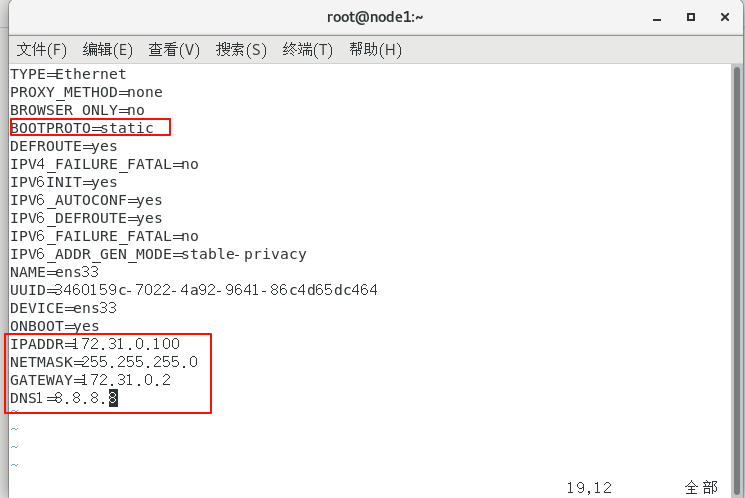 root@node1:~
文件(F) 编辑(E) 查看(V) 搜索(S) 终端(T) 帮助(H)
TYPE=Ethernet
PROXY_METHOD=none
BROWSER_ONLY=no
BOOTPROTO=static
DEFROUTE=yes
IPV4_FAILURE_FATAL=no
IPV6INIT=yes
IPV6_AUTOCONF=yes
IPV6_DEFROUTE=yes
IPV6_FAILURE_FATAL=no
IPV6_ADDR_GEN_MODE=stable-privacy
NAME=ens33
UUID=3460159c-7022-4a92-9641-86c4d65dc464
DEVICE=ens33
ONBOOT=yes
IPADDR=172.31.0.100
NETMASK=255.255.255.0
GATEWAY=172.31.0.2
DNS1=8.8.8.8
~
~
~
~
19,12 全部